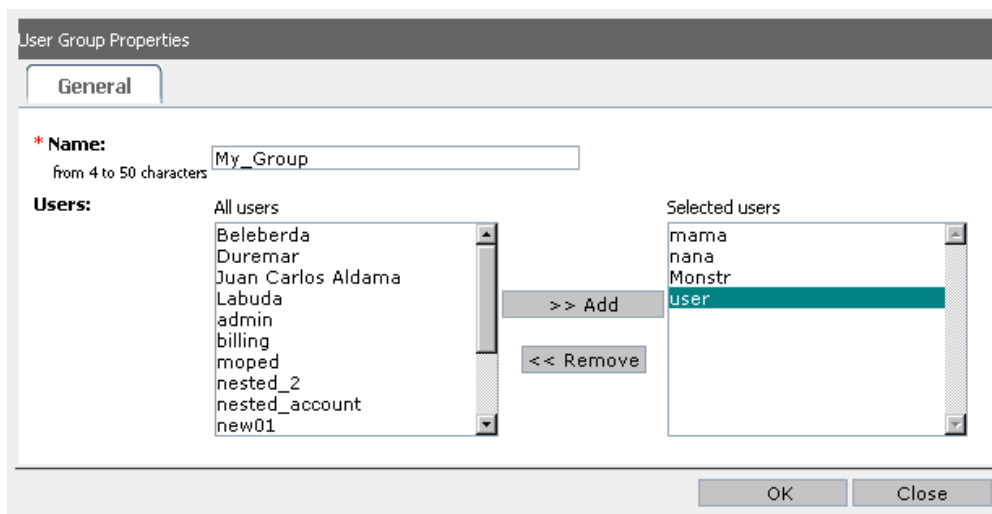 User Group Properties
General
* Name:
from 4 to 50 characters
My_Group
Users:
All users
Beleberda
Duremar
Juan Carlos Aldama
Labuda
admin
billing
moped
nested_2
nested_account
new01
>> Add
<< Remove
Selected users
mama
nana
Monstr
user
OK
Close